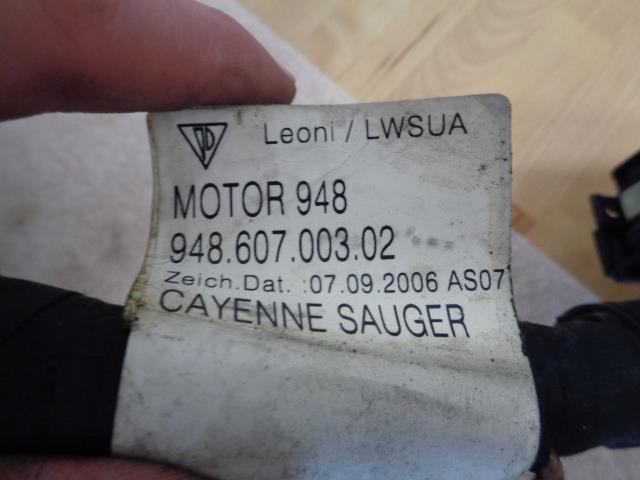 Leoni / LWSUA
MOTOR 948
948.607.003.02
Zeich.Dat. :07.09.2006 AS07
CAYENNE SAUGER